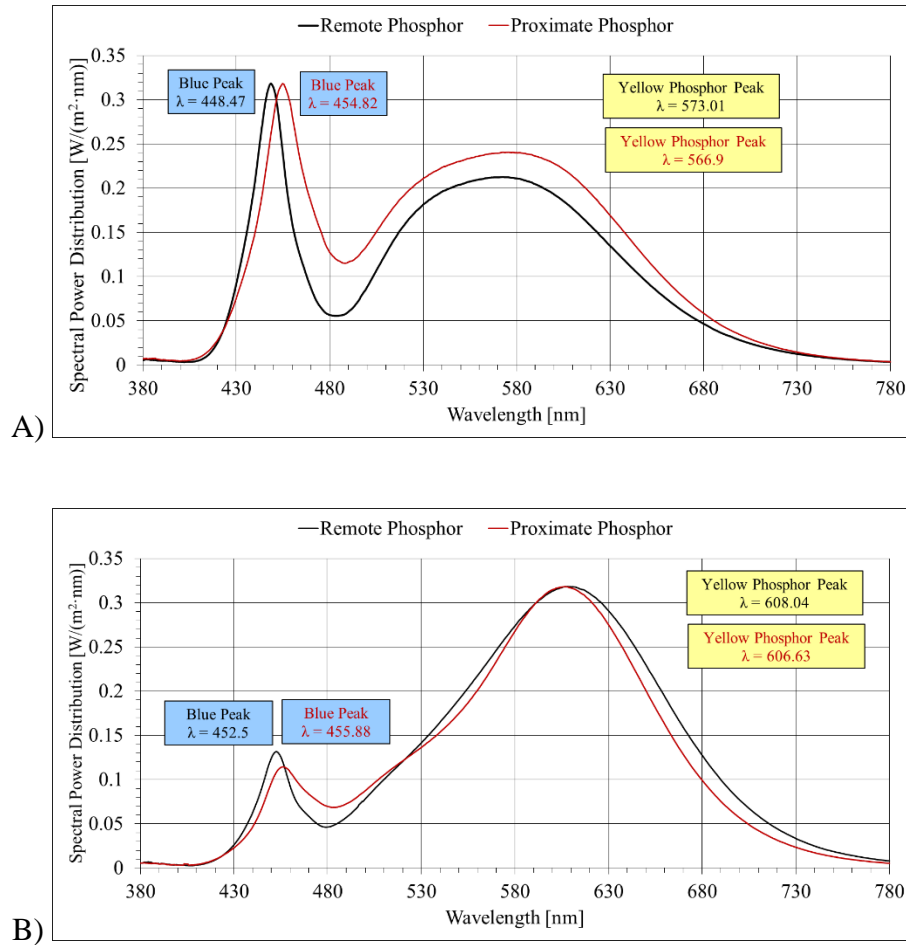 Remote Phosphor Proximate Phosphor
Spectral Power Distribution [W/(m²·nm)]
0.35
0.3
0.25
0.2
0.15
0.1
0.05
0
Blue Peak
λ = 448.47
Blue Peak
λ = 454.82
Yellow Phosphor Peak
λ = 573.01
Yellow Phosphor Peak
λ = 566.9
380 430 480 530 580 630 680 730 780
Wavelength [nm]
A)
Remote Phosphor Proximate Phosphor
Spectral Power Distribution [W/(m²·nm)]
0.35
0.3
0.25
0.2
0.15
0.1
0.05
0
Yellow Phosphor Peak
λ = 608.04
Yellow Phosphor Peak
λ = 606.63
Blue Peak
λ = 452.5
Blue Peak
λ = 455.88
380 430 480 530 580 630 680 730 780
Wavelength [nm]
B)